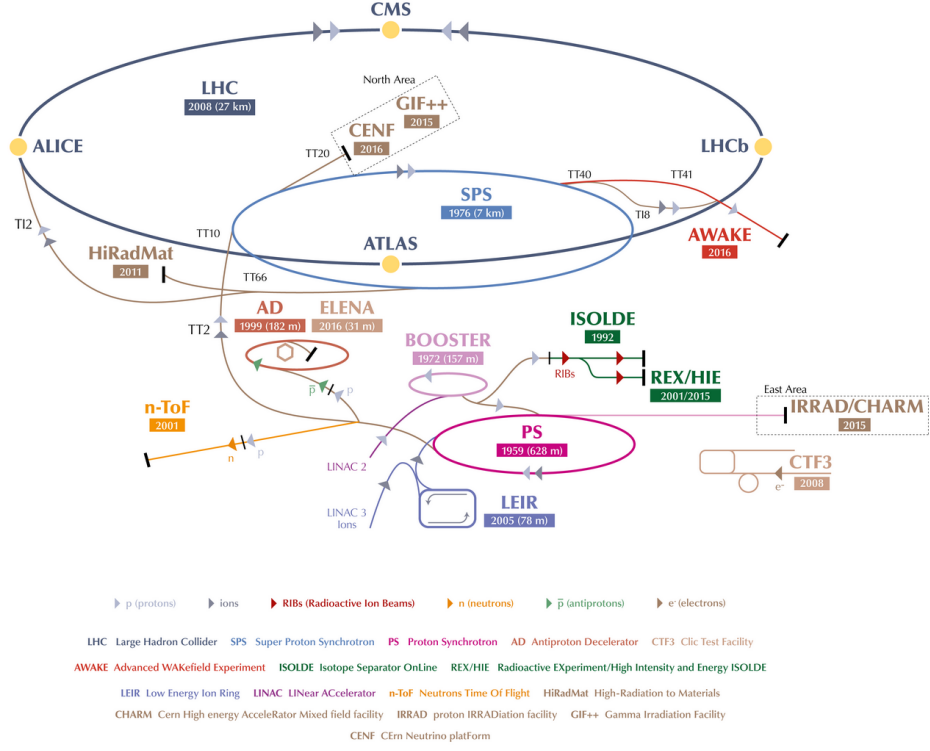 CMS
LHC
2008 (27 km)
North Area
GIF++
2015
CENF
2016
ALICE
LHCb
TT20
TT40
TT41
SPS
1976 (7 km)
TI8
TI2
TT10
ATLAS
AWAKE
2016
HiRadMat
2011
TT66
AD
1999 (182 m)
ELENA
2016 (31 m)
TT2
BOOSTER
1972 (157 m)
ISOLDE
1992
RIBs
REX/HIE
2001/2015
p̅
p
East Area
IRRAD/CHARM
2015
n-ToF
2001
n
p
PS
1959 (628 m)
LINAC 2
CTF3
2008
e-
LINAC 3
Ions
LEIR
2005 (78 m)
p (protons) ions RIBs (Radioactive Ion Beams) n (neutrons) p̅ (antiprotons) e- (electrons)
LHC Large Hadron Collider SPS Super Proton Synchrotron PS Proton Synchrotron AD Antiproton Decelerator CTF3 Clic Test Facility
AWAKE Advanced WAKefield Experiment ISOLDE Isotope Separator OnLine REX/HIE Radioactive EXperiment/High Intensity and Energy ISOLDE
LEIR Low Energy Ion Ring LINAC LINear ACcelerator n-ToF Neutrons Time Of Flight HiRadMat High-Radiation to Materials
CHARM Cern High energy AcceleRator Mixed field facility IRRAD proton IRRADiation facility GIF++ Gamma Irradiation Facility
CENF CErn Neutrino platForm